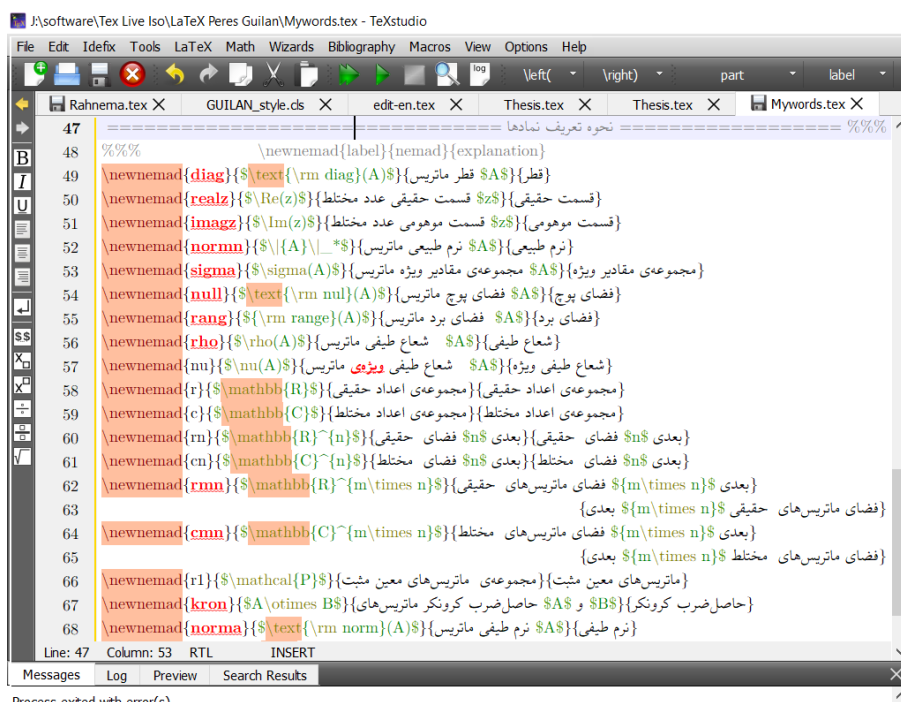 J:\software\Tex Live Iso\LaTeX Peres Guilan\Mywords.tex - TeXstudio
File Edit Idefix Tools LaTeX Math Wizards Bibliography Macros View Options Help
log \left( \right) part label
Rahnema.tex X GUILAN_style.cls X edit-en.tex X Thesis.tex X Thesis.tex X Mywords.tex X
47 %%% ================== نحوه تعریف نمادها ================================
48 %%% \newnemad{label}{nemad}{explanation}
49 \newnemad{diag}{$\text{\rm diag}(A)$}{قطر ماتریس $A$}{قطر}
50 \newnemad{realz}{$\Re(z)$}{قسمت حقیقی عدد مختلط $z$}{قسمت حقیقی}
51 \newnemad{imagz}{$\Im(z)$}{قسمت موهومی عدد مختلط $z$}{قسمت موهومی}
52 \newnemad{normn}{$\|{A}\|_*$}{نرم طبیعی ماتریس $A$}{نرم طبیعی}
53 \newnemad{sigma}{$\sigma(A)$}{مجموعه‌ی مقادیر ویژه ماتریس $A$}{مجموعه‌ی مقادیر ویژه}
54 \newnemad{null}{$\text{\rm nul}(A)$}{فضای پوچ ماتریس $A$}{فضای پوچ}
55 \newnemad{rang}{${\rm range}(A)$}{فضای برد ماتریس $A$}{فضای برد}
56 \newnemad{rho}{$\rho(A)$}{شعاع طیفی ماتریس $A$}{شعاع طیفی}
57 \newnemad{nu}{$\nu(A)$}{شعاع طیفی ویژه‌ی ماتریس $A$}{شعاع طیفی ویژه}
58 \newnemad{r}{$\mathbb{R}$}{مجموعه‌ی اعداد حقیقی}{مجموعه‌ی اعداد حقیقی}
59 \newnemad{c}{$\mathbb{C}$}{مجموعه‌ی اعداد مختلط}{مجموعه‌ی اعداد مختلط}
60 \newnemad{rn}{$\mathbb{R}^{n}$}{فضای حقیقی $n$ بعدی}{فضای حقیقی $n$ بعدی}
61 \newnemad{cn}{$\mathbb{C}^{n}$}{فضای مختلط $n$ بعدی}{فضای مختلط $n$ بعدی}
62 \newnemad{rmn}{$\mathbb{R}^{m\times n}$}{فضای ماتریس‌های حقیقی ${m\times n}$ بعدی}
63 {فضای ماتریس‌های حقیقی ${m\times n}$ بعدی}
64 \newnemad{cmn}{$\mathbb{C}^{m\times n}$}{فضای ماتریس‌های مختلط ${m\times n}$ بعدی}
65 {فضای ماتریس‌های مختلط ${m\times n}$ بعدی}
66 \newnemad{r1}{$\mathcal{P}$}{مجموعه‌ی ماتریس‌های معین مثبت}{ماتریس‌های معین مثبت}
67 \newnemad{kron}{$A\otimes B$}{حاصل‌ضرب کرونکر ماتریس‌های $A$ و $B$}{حاصل‌ضرب کرونکر}
68 \newnemad{norma}{$\text{\rm norm}(A)$}{نرم طیفی ماتریس $A$}{نرم طیفی}
Line: 47 Column: 53 RTL INSERT
Messages Log Preview Search Results
Process exited with error(s)